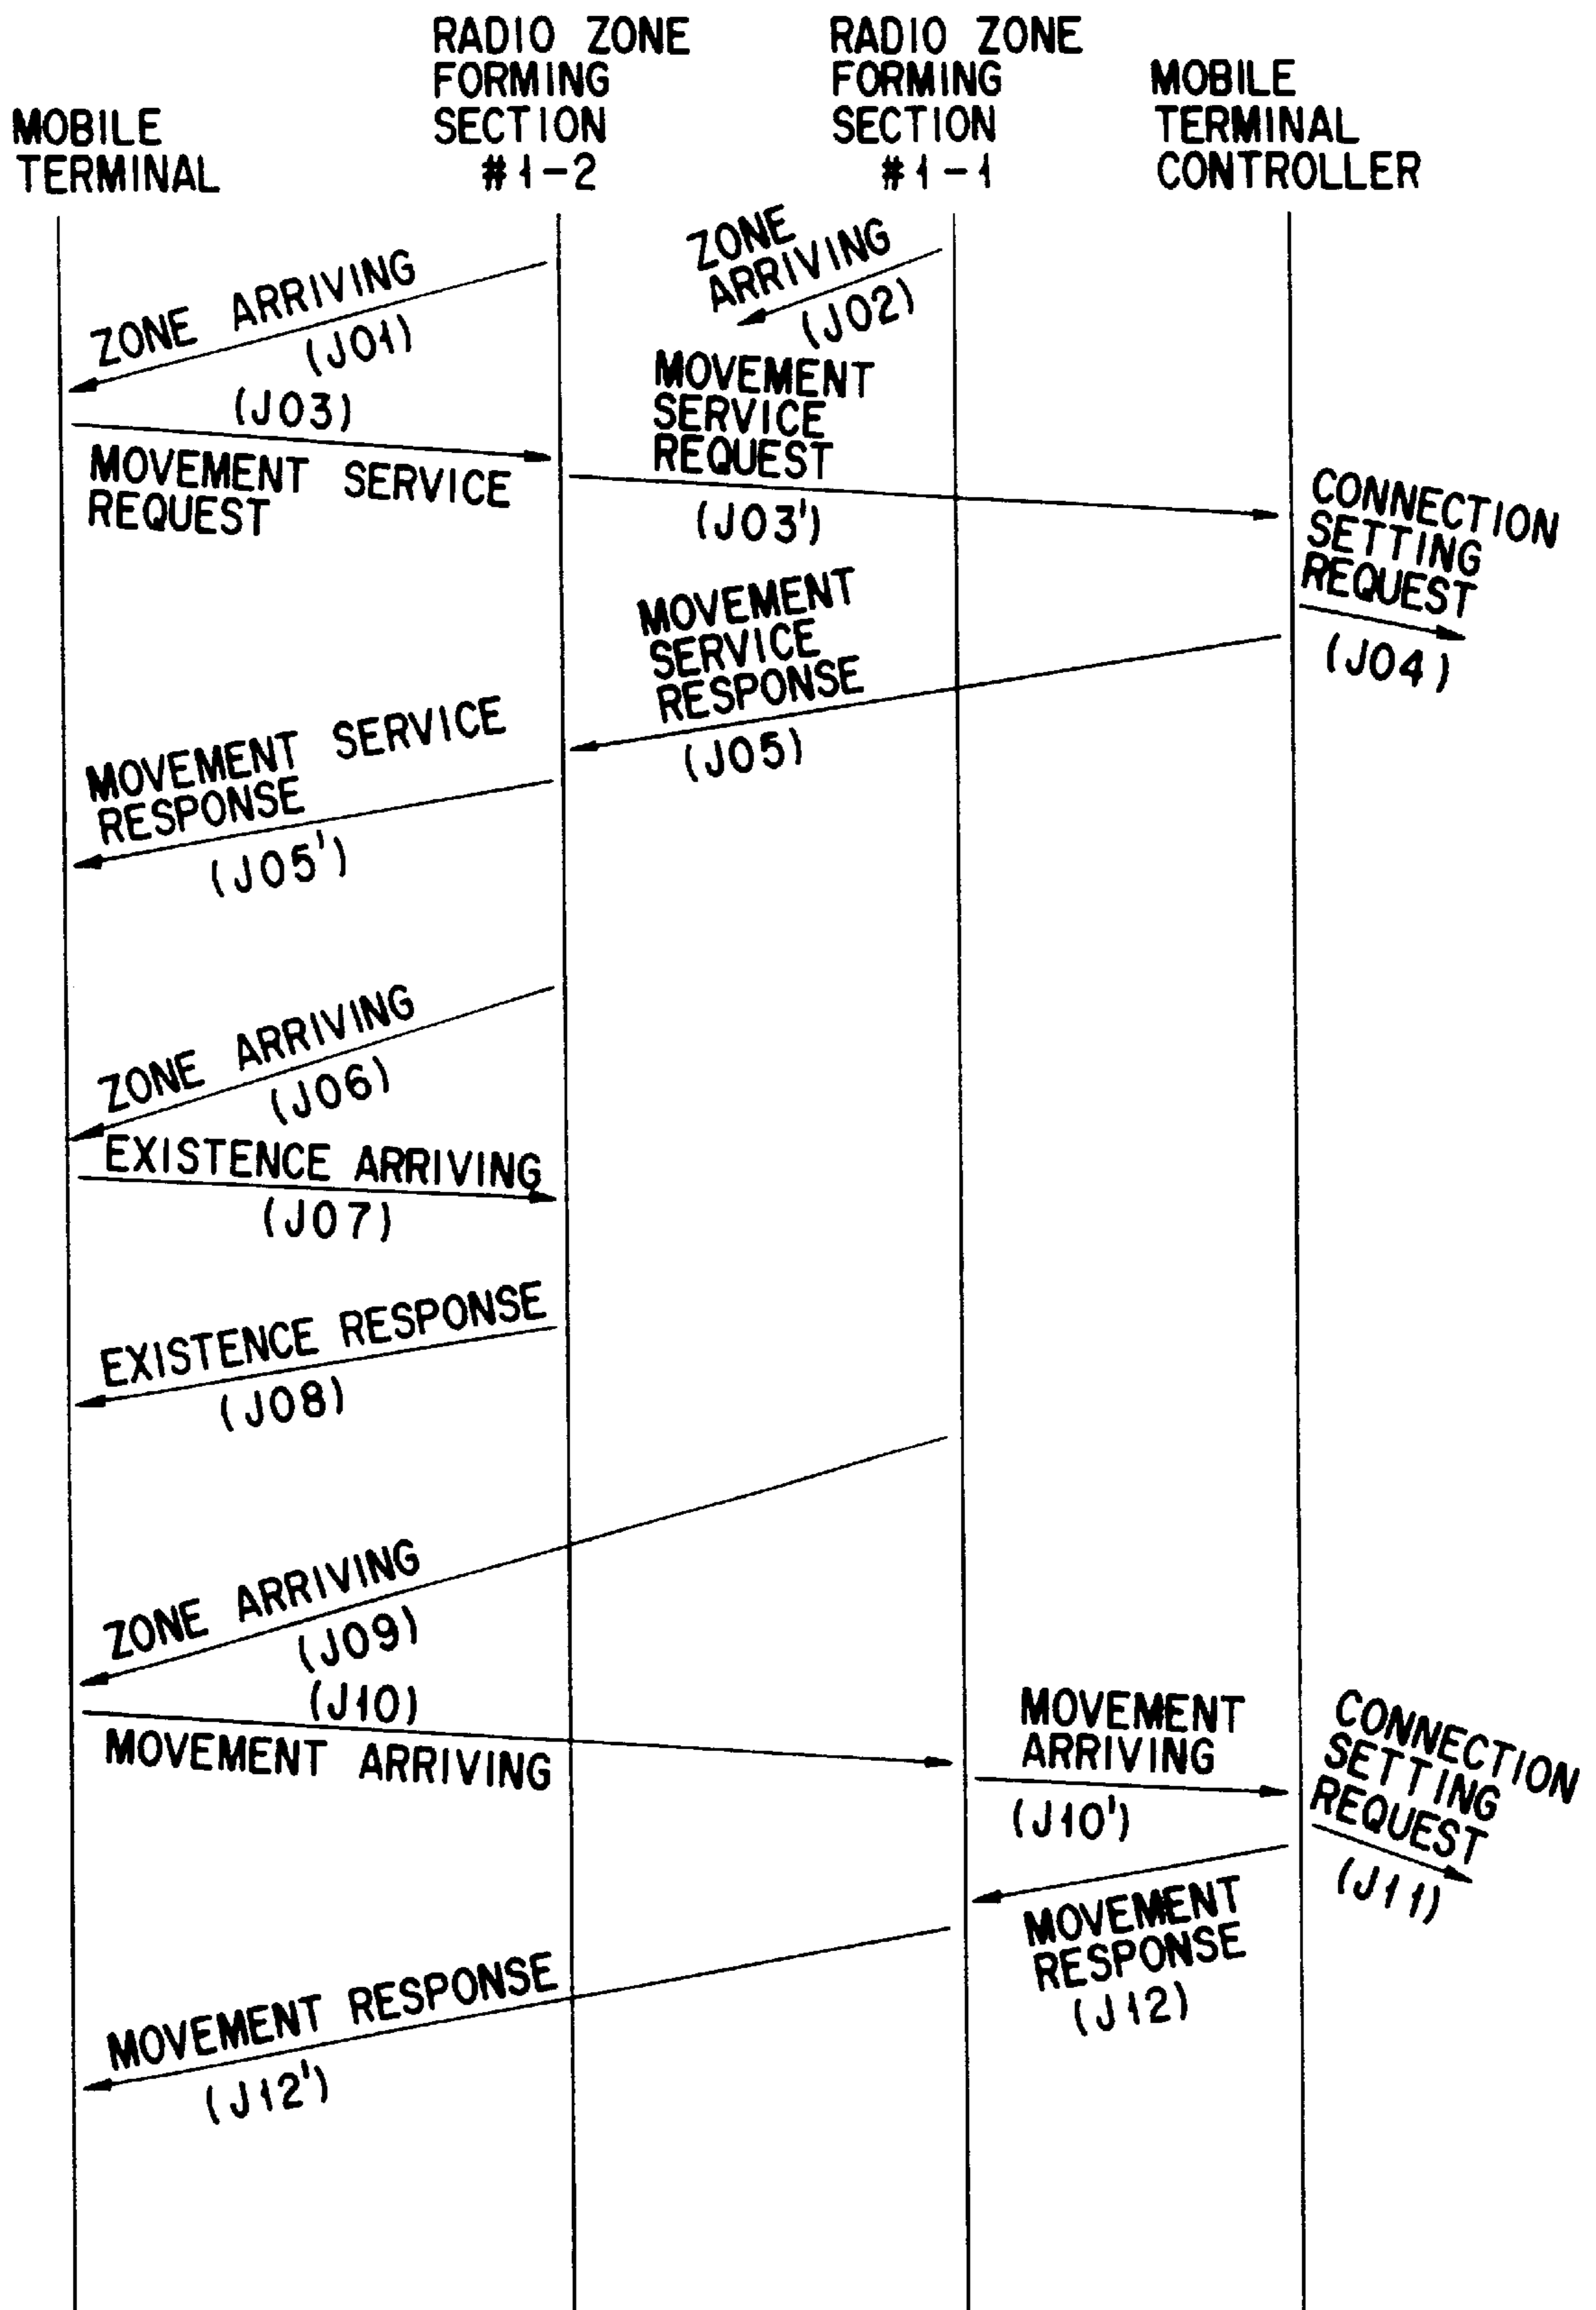 MOBILE
TERMINAL
RADIO ZONE
FORMING
SECTION
#1-2
RADIO ZONE
FORMING
SECTION
#1-1
MOBILE
TERMINAL
CONTROLLER
ZONE ARRIVING
(J01)
ZONE
ARRIVING
(J02)
(J03)
MOVEMENT SERVICE
REQUEST
MOVEMENT
SERVICE
REQUEST
(J03')
CONNECTION
SETTING
REQUEST
(J04)
MOVEMENT
SERVICE
RESPONSE
(J05)
MOVEMENT SERVICE
RESPONSE
(J05')
ZONE ARRIVING
(J06)
EXISTENCE ARRIVING
(J07)
EXISTENCE RESPONSE
(J08)
ZONE ARRIVING
(J09)
(J10)
MOVEMENT ARRIVING
MOVEMENT
ARRIVING
(J10')
CONNECTION
SETTING
REQUEST
(J11)
MOVEMENT
RESPONSE
(J12)
MOVEMENT RESPONSE
(J12')